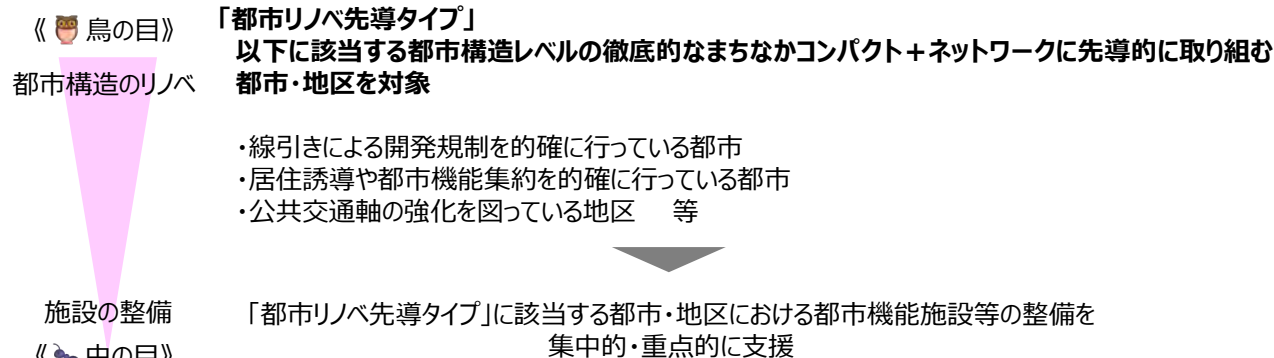 《鳥の目》
「都市リノベ先導タイプ」
以下に該当する都市構造レベルの徹底的なまちなかコンパクト＋ネットワークに先導的に取り組む
都市構造のリノベ
都市・地区を対象
・線引きによる開発規制を的確に行っている都市
・居住誘導や都市機能集約を的確に行っている都市
・公共交通軸の強化を図っている地区　等
施設の整備
「都市リノベ先導タイプ」に該当する都市・地区における都市機能施設等の整備を
集中的・重点的に支援
の目》